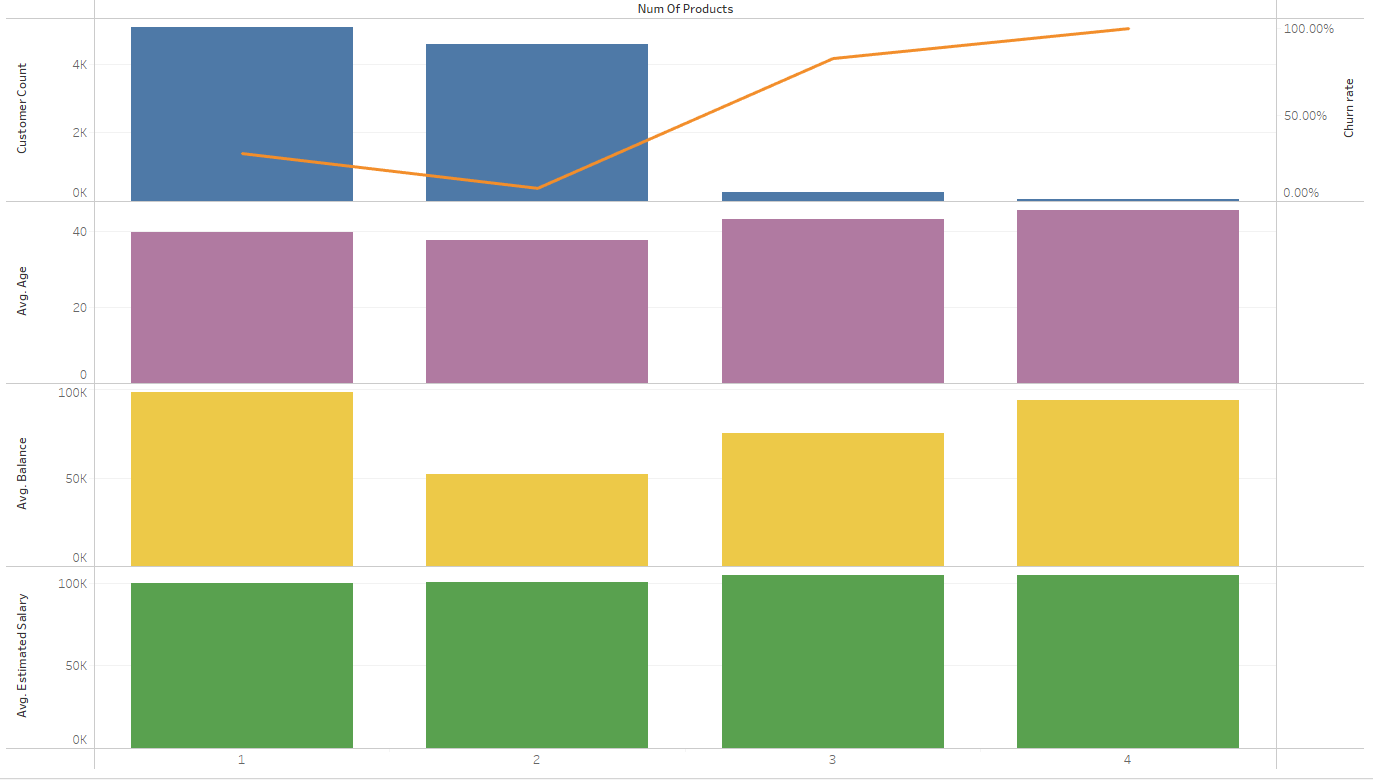 Num Of Products
Customer Count
4K
2K
0K
100.00%
50.00%
0.00%
Churn rate
Avg. Age
40
20
0
Avg. Balance
100K
50K
0K
Avg. Estimated Salary
100K
50K
0K
1
2
3
4